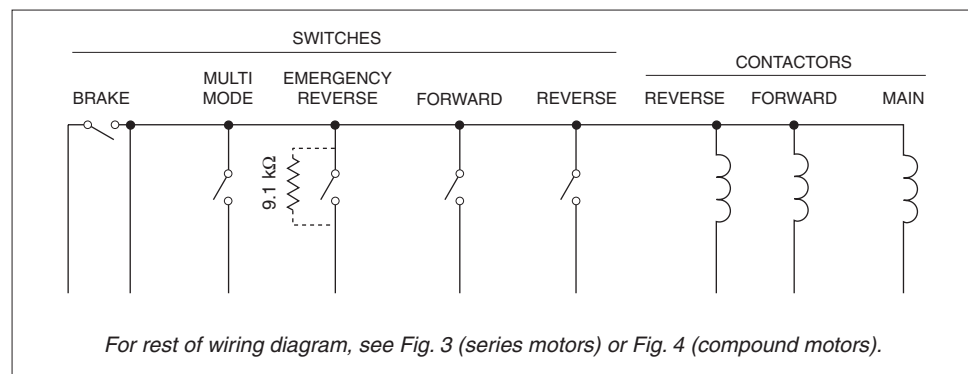 SWITCHES
CONTACTORS
MULTI
MODE
EMERGENCY
REVERSE
BRAKE
FORWARD
REVERSE
REVERSE
FORWARD
MAIN
9.1 kΩ
For rest of wiring diagram, see Fig. 3 (series motors) or Fig. 4 (compound motors).